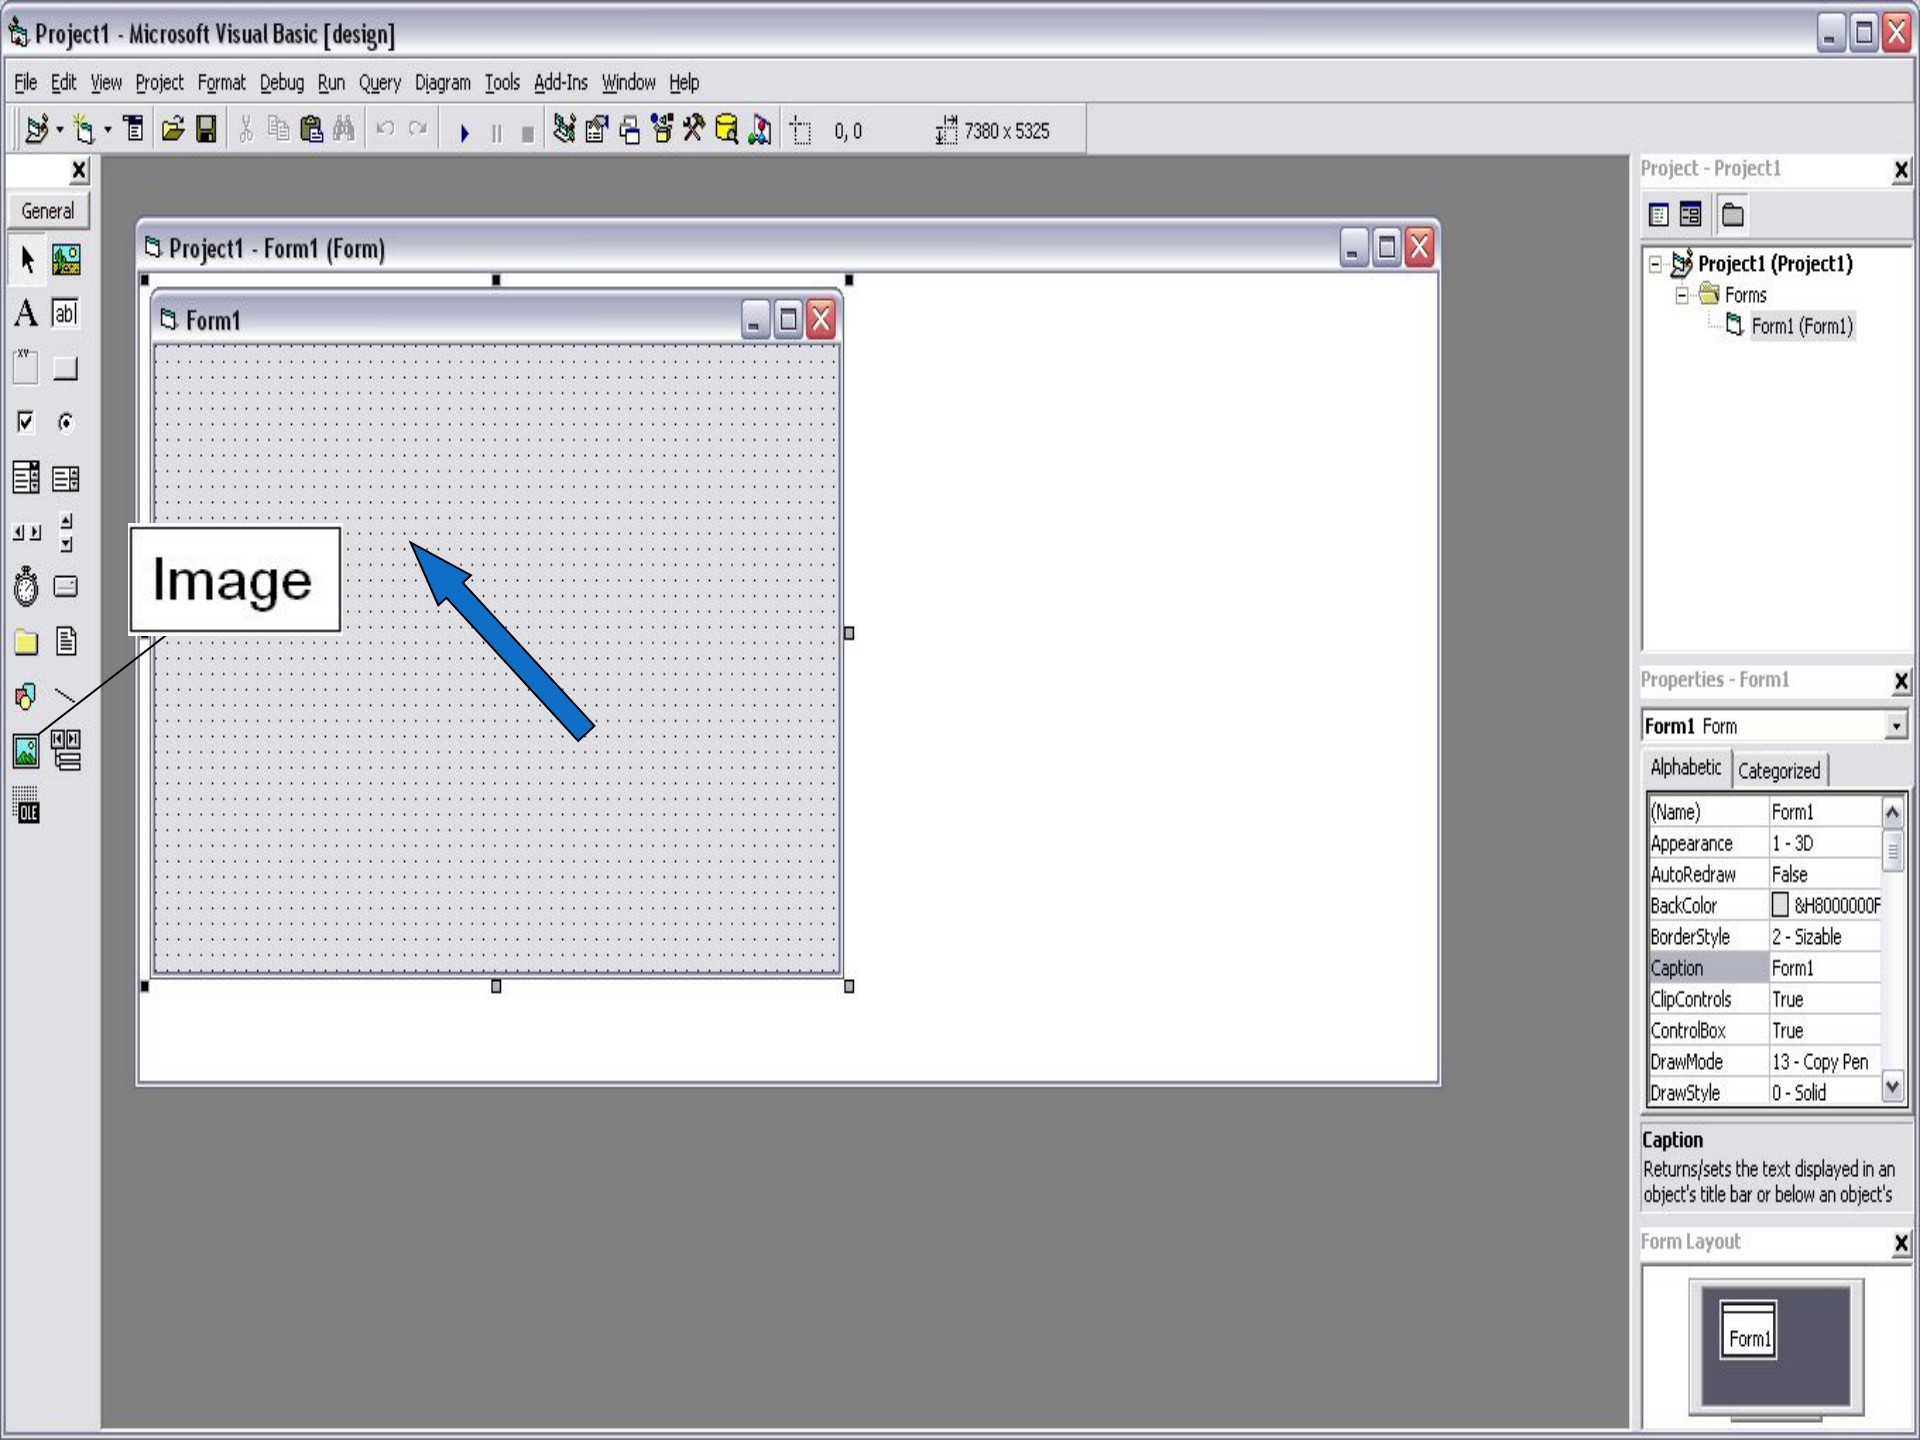 Project1 - Microsoft Visual Basic [design]
File Edit View Project Format Debug Run Query Diagram Tools Add-Ins Window Help
0, 0 7380 x 5325
General
A ab|
XY
OLE
Project1 - Form1 (Form)
Form1
Image
Project - Project1
Project1 (Project1)
Forms
Form1 (Form1)
Properties - Form1
Form1 Form
Alphabetic Categorized
(Name) Form1
Appearance 1 - 3D
AutoRedraw False
BackColor &H8000000F
BorderStyle 2 - Sizable
Caption Form1
ClipControls True
ControlBox True
DrawMode 13 - Copy Pen
DrawStyle 0 - Solid
Caption
Returns/sets the text displayed in an
object's title bar or below an object's
Form Layout
Form1